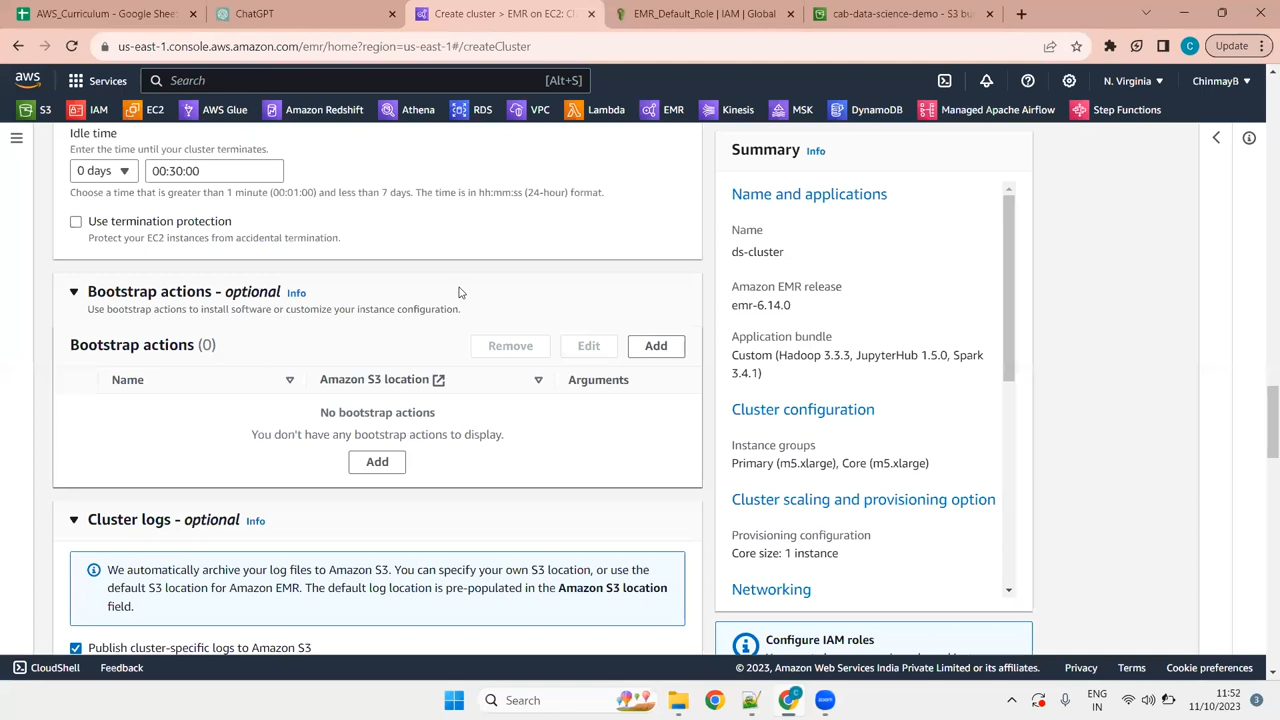 AWS_Curriculum - Google Sheet
ChatGPT
Create cluster > EMR on EC2: Cl
EMR_Default_Role | IAM | Global
cab-data-science-demo - S3 bu
us-east-1.console.aws.amazon.com/emr/home?region=us-east-1#/createCluster
C
Update
aws
Services
Search
[Alt+S]
N. Virginia
ChinmayB
S3
IAM
EC2
AWS Glue
Amazon Redshift
Athena
RDS
VPC
Lambda
EMR
Kinesis
MSK
DynamoDB
Managed Apache Airflow
Step Functions
Idle time
Enter the time until your cluster terminates.
0 days
00:30:00
Choose a time that is greater than 1 minute (00:01:00) and less than 7 days. The time is in hh:mm:ss (24-hour) format.
Use termination protection
Protect your EC2 instances from accidental termination.
Bootstrap actions - optional Info
Use bootstrap actions to install software or customize your instance configuration.
Bootstrap actions (0)
Remove
Edit
Add
Name
Amazon S3 location
Arguments
No bootstrap actions
You don't have any bootstrap actions to display.
Add
Cluster logs - optional Info
We automatically archive your log files to Amazon S3. You can specify your own S3 location, or use the
default S3 location for Amazon EMR. The default log location is pre-populated in the Amazon S3 location
field.
Publish cluster-specific logs to Amazon S3
Summary Info
Name and applications
Name
ds-cluster
Amazon EMR release
emr-6.14.0
Application bundle
Custom (Hadoop 3.3.3, JupyterHub 1.5.0, Spark
3.4.1)
Cluster configuration
Instance groups
Primary (m5.xlarge), Core (m5.xlarge)
Cluster scaling and provisioning option
Provisioning configuration
Core size: 1 instance
Networking
Configure IAM roles
CloudShell
Feedback
© 2023, Amazon Web Services India Private Limited or its affiliates.
Privacy
Terms
Cookie preferences
Search
zoom
ENG
IN
11:52
11/10/2023
3